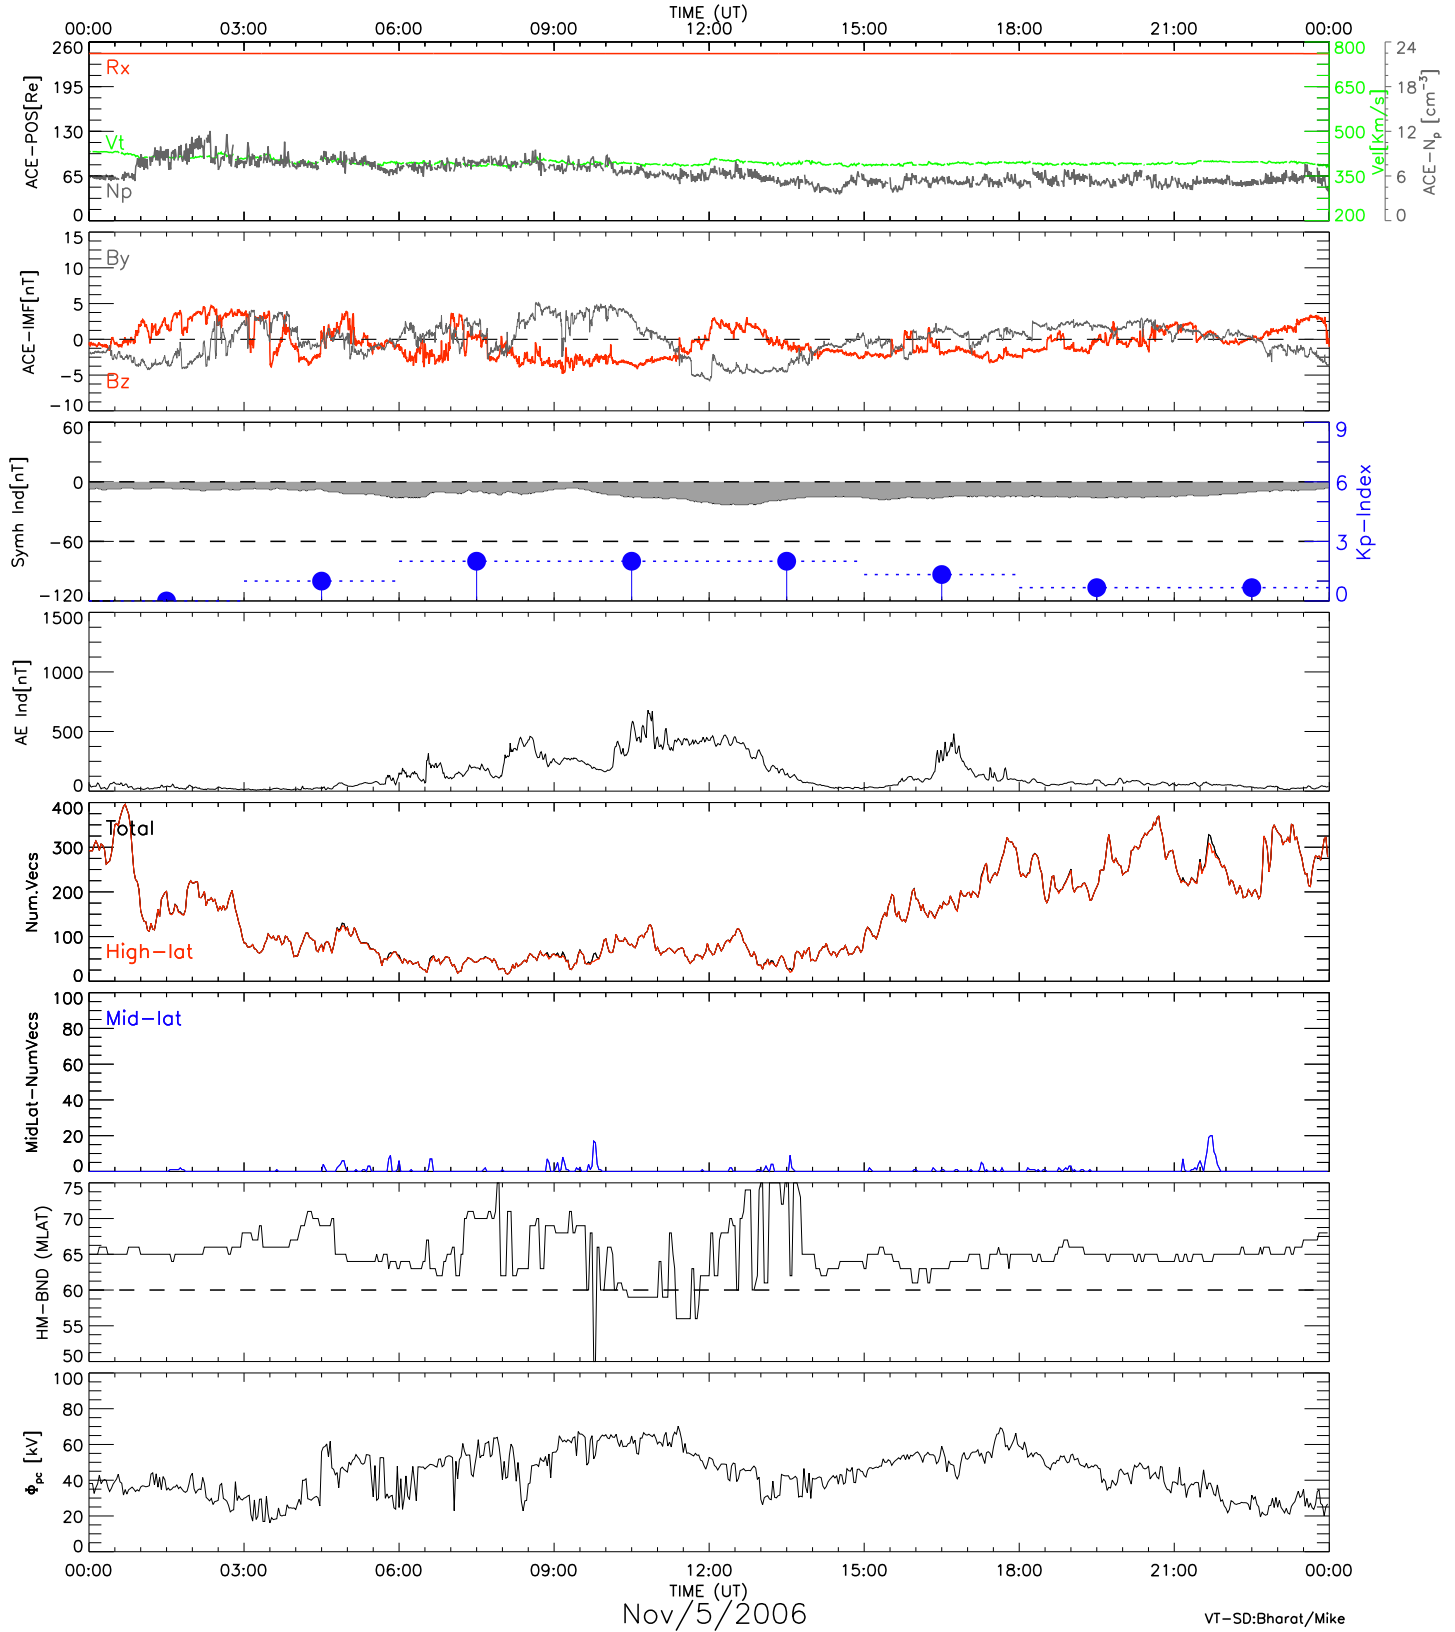 TIME (UT)
00:00 03:00 06:00 09:00 12:00 15:00 18:00 21:00 00:00
ACE-POS[Re]
260
195
130
65
0
Rx
Vt
Np
800
650
500
350
200
Vel[Km/s]
24
18
12
6
0
ACE-Np [cm-3]
ACE-IMF[nT]
15
10
5
0
-5
-10
By
Bz
Symh Ind[nT]
60
0
-60
-120
9
6
3
0
Kp-Index
AE Ind[nT]
1500
1000
500
0
Num.Vecs
400
300
200
100
0
Total
High-lat
MidLat-NumVecs
100
80
60
40
20
0
Mid-lat
HM-BND (MLAT)
75
70
65
60
55
50
Φpc [kV]
100
80
60
40
20
0
00:00 03:00 06:00 09:00 12:00 15:00 18:00 21:00 00:00
TIME (UT)
Nov/5/2006
VT-SD:Bharat/Mike